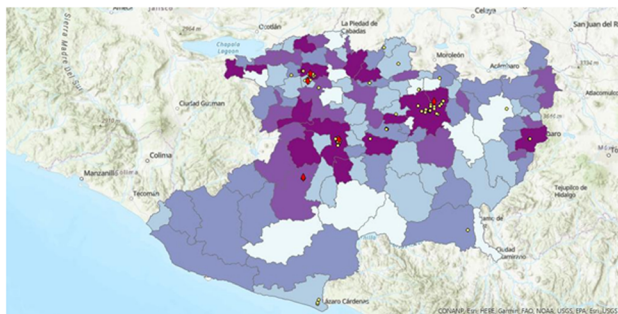 Jalisco
Ocotlán
La Piedad de
Cabadas
Celaya
San Juan del R
Sierra Madre Del Sur
Chapala
Lagoon
Moroleón
Acámbaro
Atlacomulco
Ciudad Guzmán
Colima
Manzanillo
Tecomán
Tejupilco de
Hidalgo
Ciudad
Altamirano
Lázaro Cárdenas
CONANP, Esri, HERE, Garmin, FAO, NOAA, USGS, EPA, Esri, USGS